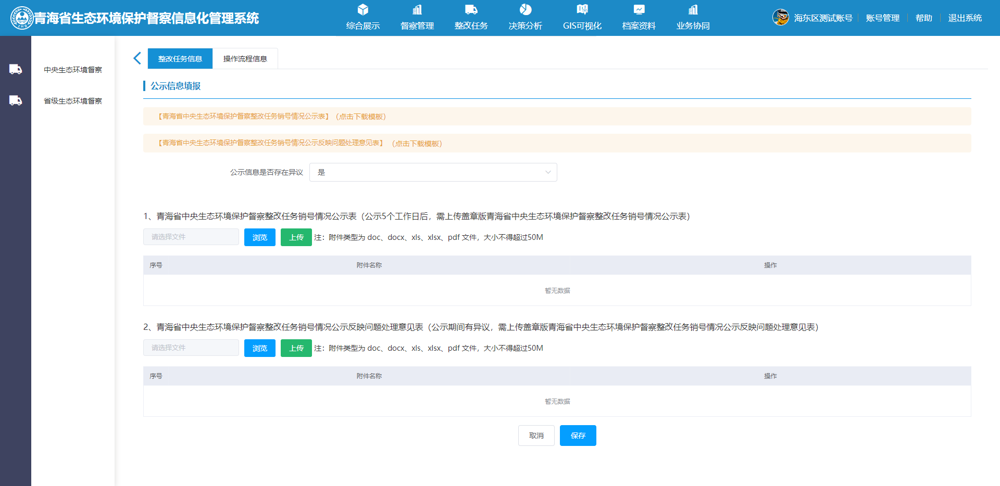 青海省生态环境保护督察信息化管理系统
综合展示
督察管理
整改任务
决策分析
GIS可视化
档案资料
业务协同
海东区测试账号
账号管理
帮助
退出系统
ZHB
中央生态环境督察
省级生态环境督察
整改任务信息
操作流程信息
公示信息填报
【青海省中央生态环境保护督察整改任务销号情况公示表】（点击下载模板）
【青海省中央生态环境保护督察整改任务销号情况公示反映问题处理意见表】（点击下载模板）
公示信息是否存在异议 是
1、青海省中央生态环境保护督察整改任务销号情况公示表（公示5个工作日后，需上传盖章版青海省中央生态环境保护督察整改任务销号情况公示表）
请选择文件 浏览 上传 注：附件类型为 doc、docx、xls、xlsx、pdf 文件，大小不得超过50M
序号 附件名称 操作
暂无数据
2、青海省中央生态环境保护督察整改任务销号情况公示反映问题处理意见表（公示期间有异议，需上传盖章版青海省中央生态环境保护督察整改任务销号情况公示反映问题处理意见表）
请选择文件 浏览 上传 注：附件类型为 doc、docx、xls、xlsx、pdf 文件，大小不得超过50M
序号 附件名称 操作
暂无数据
取消 保存